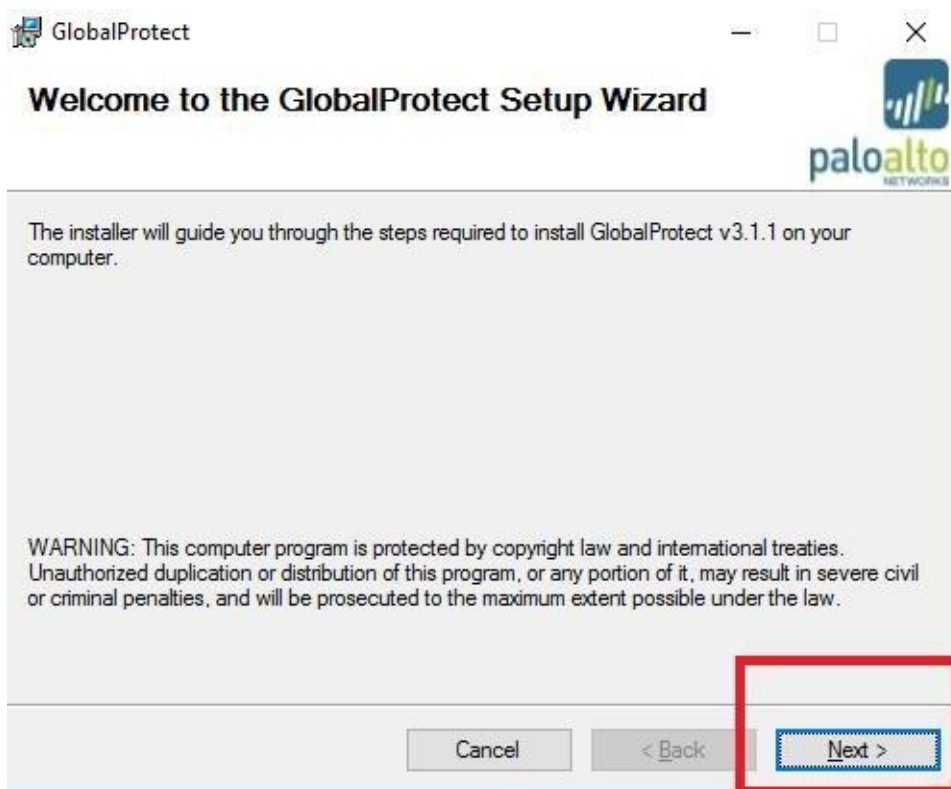 GlobalProtect
Welcome to the GlobalProtect Setup Wizard
paloalto
NETWORKS
The installer will guide you through the steps required to install GlobalProtect v3.1.1 on your
computer.
WARNING: This computer program is protected by copyright law and international treaties.
Unauthorized duplication or distribution of this program, or any portion of it, may result in severe civil
or criminal penalties, and will be prosecuted to the maximum extent possible under the law.
Cancel < Back Next >